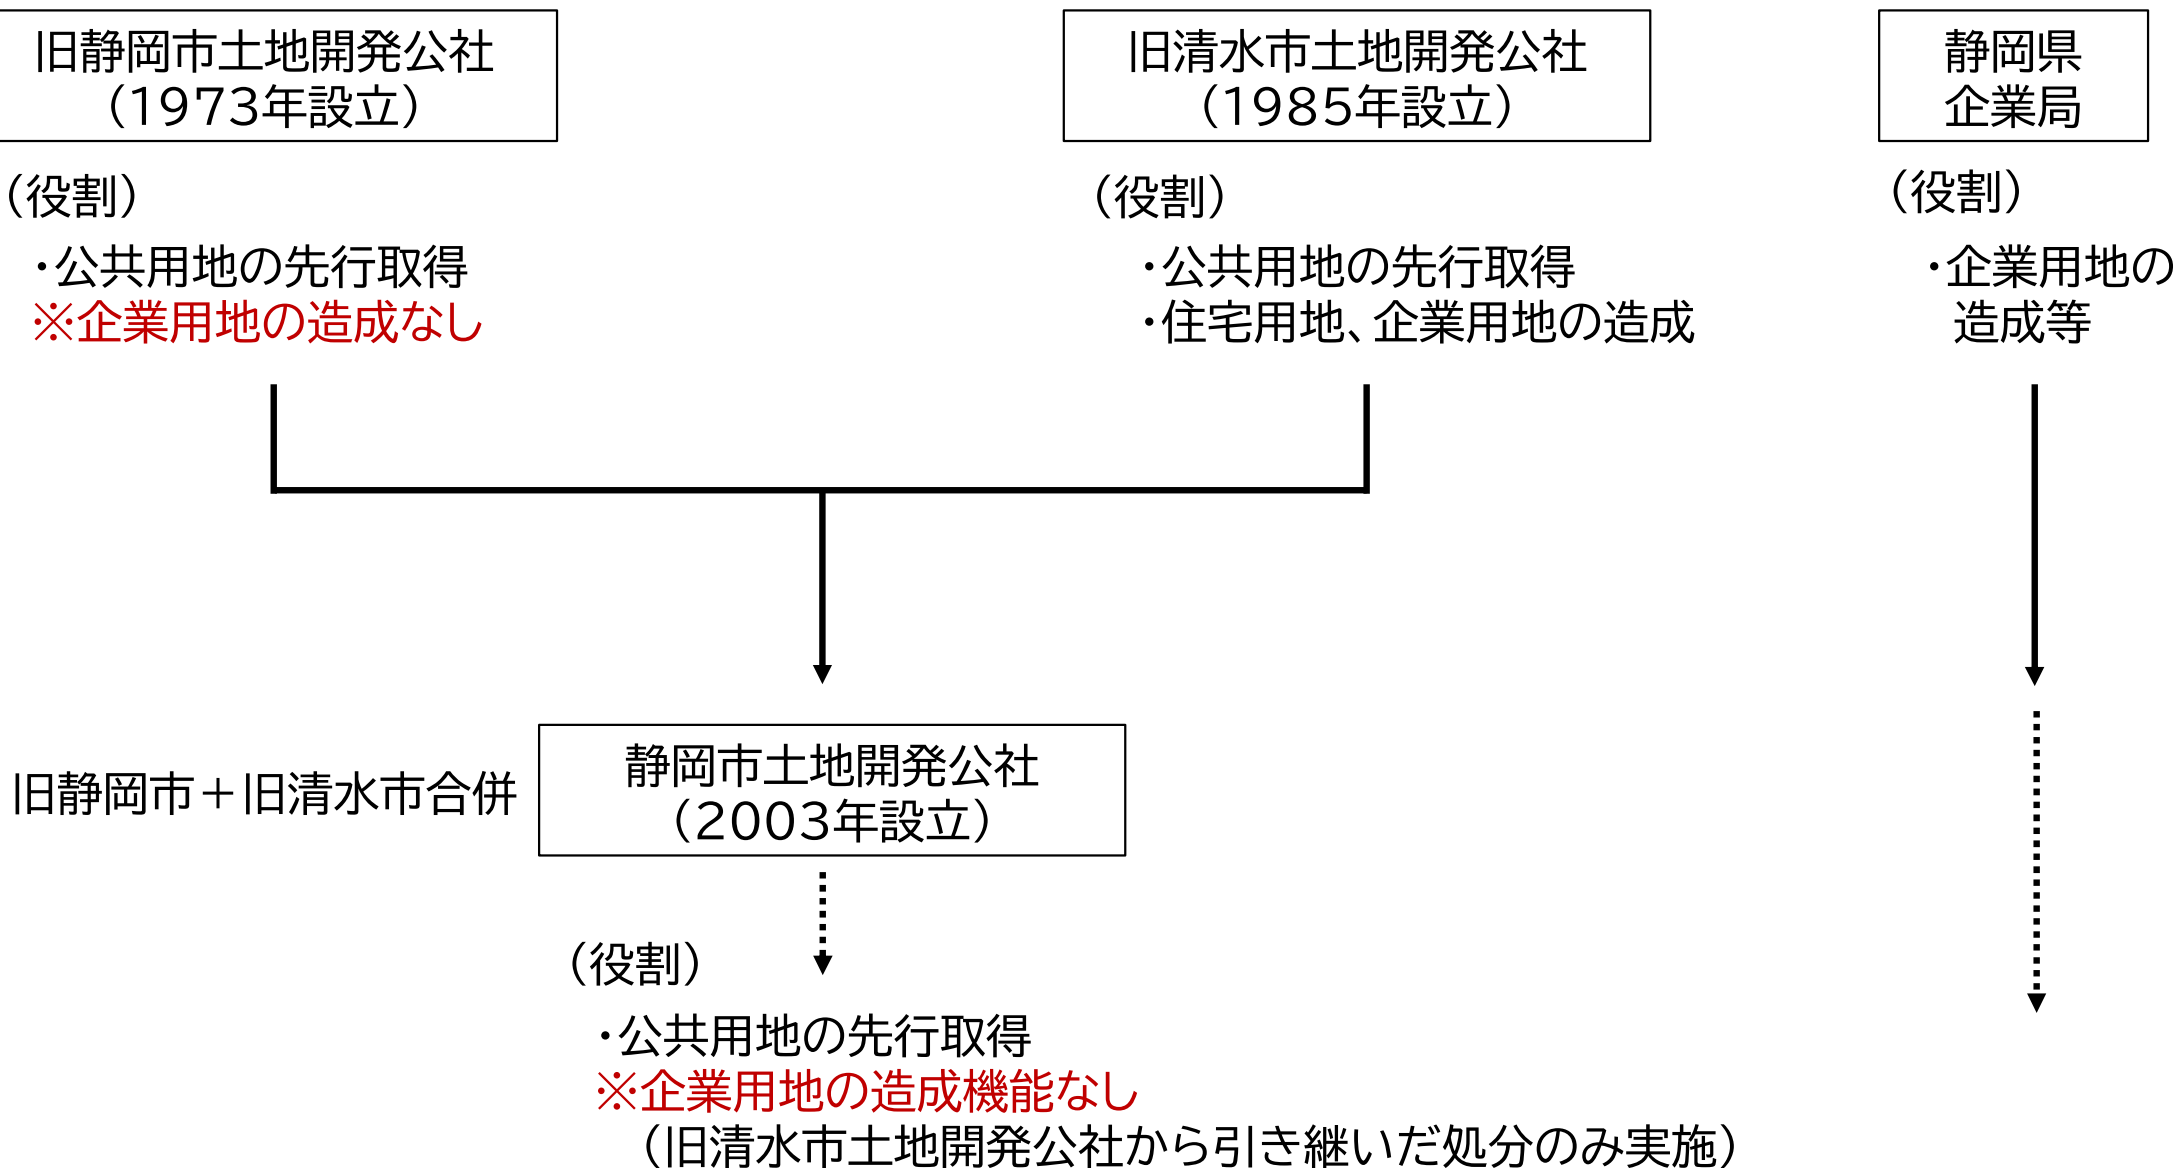 旧静岡市土地開発公社
（1973年設立）
（役割）
・公共用地の先行取得
※企業用地の造成なし
旧清水市土地開発公社
（1985年設立）
（役割）
・公共用地の先行取得
・住宅用地、企業用地の造成
静岡県
企業局
（役割）
・企業用地の
造成等
旧静岡市＋旧清水市合併
静岡市土地開発公社
（2003年設立）
（役割）
・公共用地の先行取得
※企業用地の造成機能なし
（旧清水市土地開発公社から引き継いだ処分のみ実施）